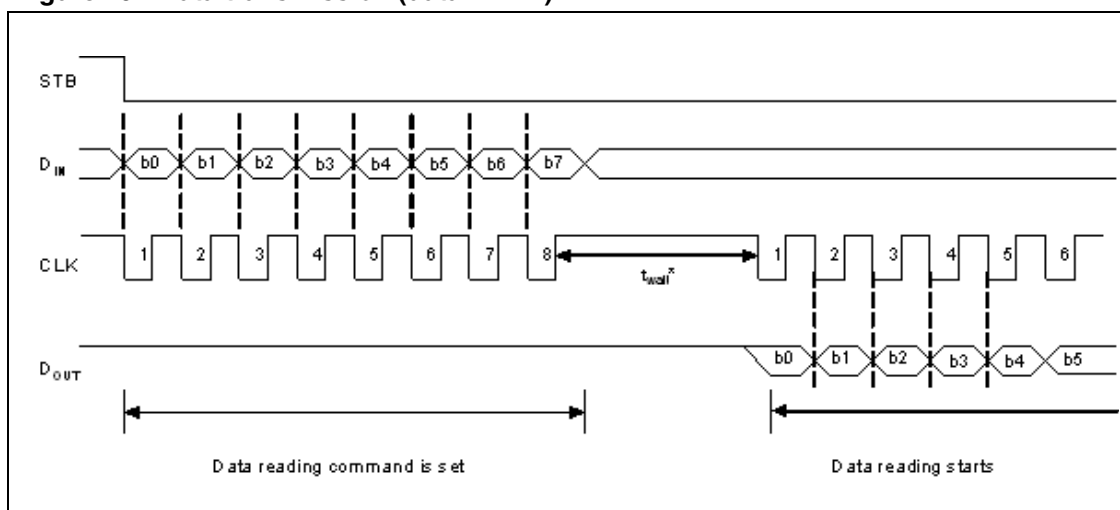 STB
b0 b1 b2 b3 b4 b5 b6 b7
D IN
1 2 3 4 5 6 7 8 1 2 3 4 5 6
CLK
twait*
b0 b1 b2 b3 b4 b5
DOUT
Data reading command is set Data reading starts